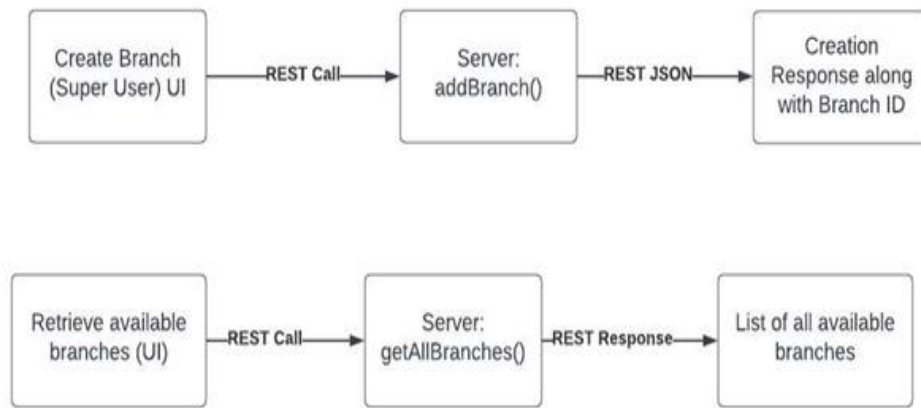 Create Branch
(Super User) UI
REST Call
Server:
addBranch()
REST JSON
Creation
Response along
with Branch ID
Retrieve available
branches (UI)
REST Call
Server:
getAllBranches()
REST Response
List of all available
branches